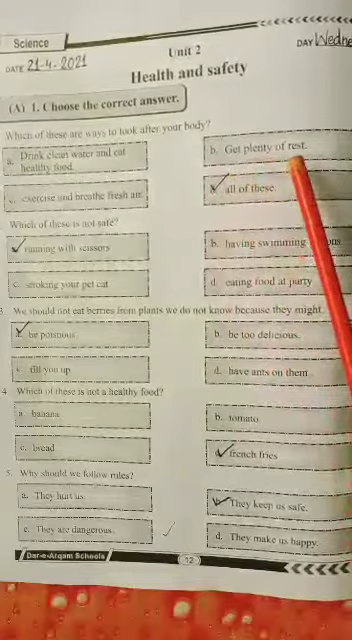 Science
Unit 2
DAY Wedne
DATE 21-4-2021
Health and safety
(A) 1. Choose the correct answer.
Which of these are ways to look after your body?
a. Drink clean water and eat
healthy food.
b. Get plenty of rest.
c. exercise and breathe fresh air.
all of these.
Which of these is not safe?
running with scissors
b. having swimming
c. stroking your pet cat
d. eating food at party
3 We should not eat berries from plants we do not know because they might
be poisonous.
b. be too delicious.
c. fill you up
d. have ants on them.
4 Which of these is not a healthy food?
a. banana
b. tomato
c. bread
french fries
5. Why should we follow rules?
a. They hurt us.
They keep us safe.
c. They are dangerous.
d. They make us happy.
Dar-e-Arqam Schools
12